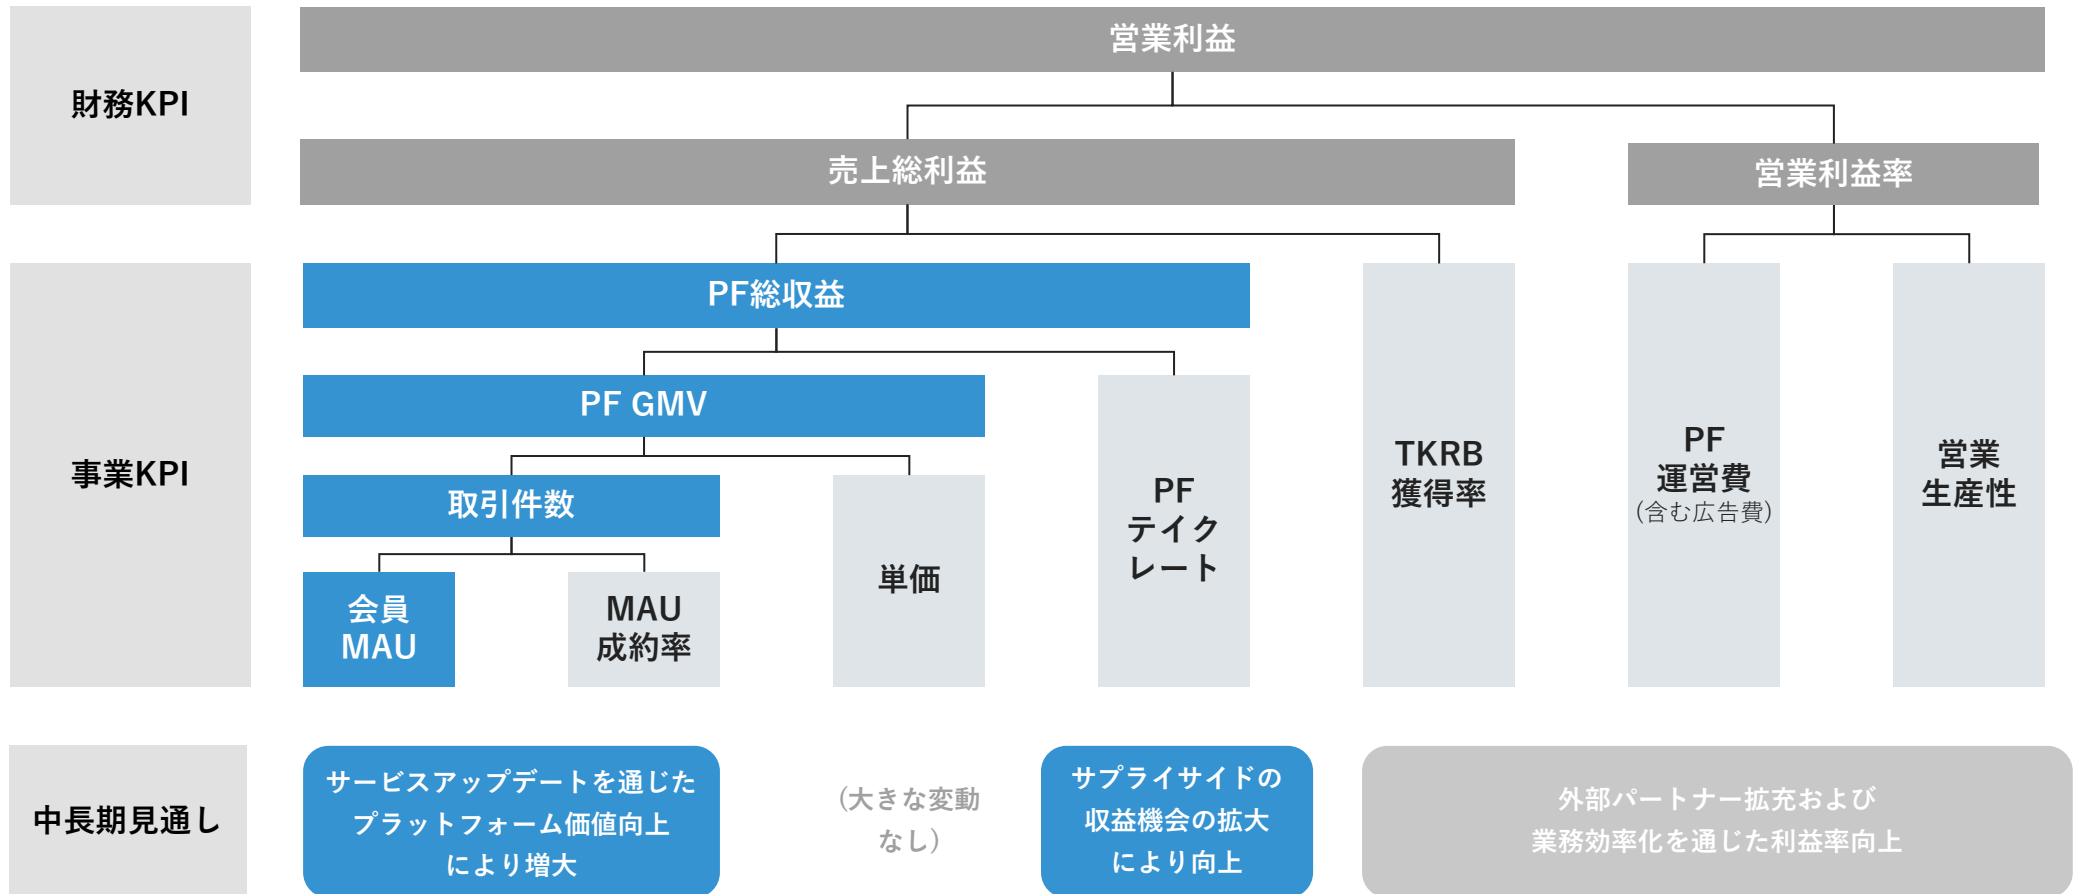 財務KPI
営業利益
売上総利益
営業利益率
事業KPI
PF総収益
PF GMV
取引件数
会員
MAU
MAU
成約率
単価
PF
テイク
レート
TKRB
獲得率
PF
運営費
(含む広告費)
営業
生産性
中長期見通し
サービスアップデートを通じた
プラットフォーム価値向上
により増大
(大きな変動
なし)
サプライサイドの
収益機会の拡大
により向上
外部パートナー拡充および
業務効率化を通じた利益率向上